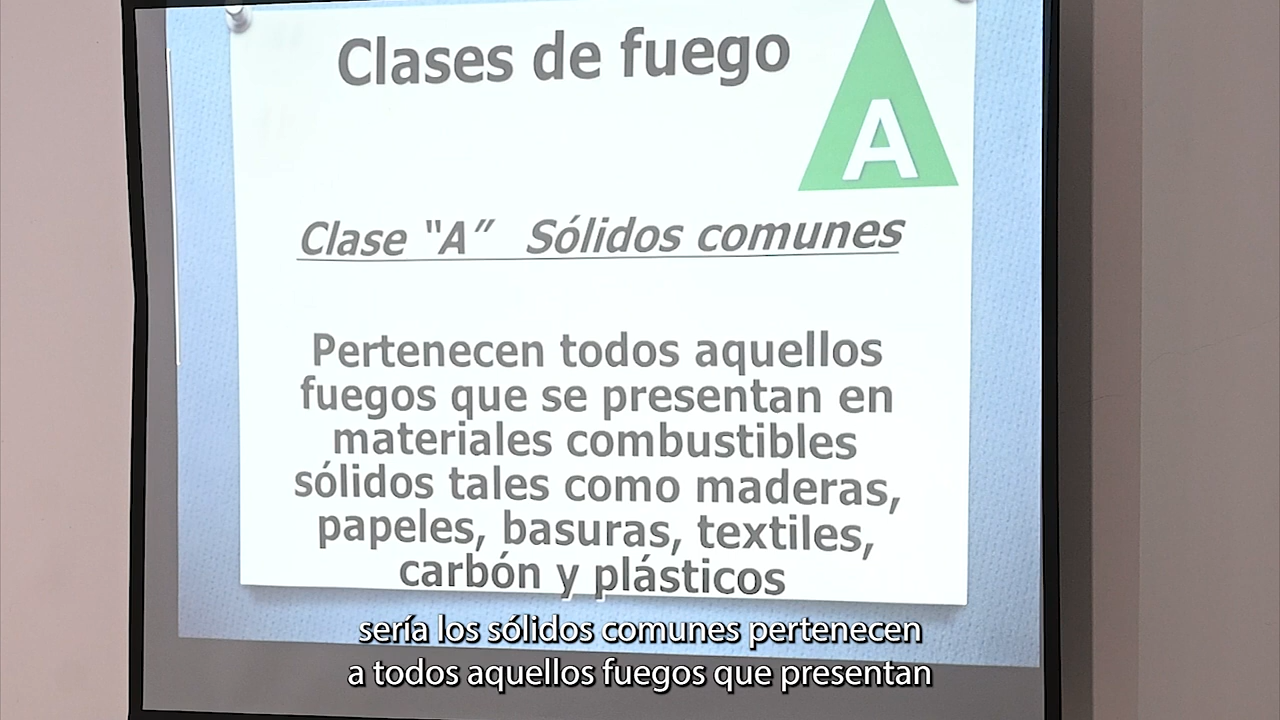 Clases de fuego
A
Clase “A” Sólidos comunes
Pertenecen todos aquellos
fuegos que se presentan en
materiales combustibles
sólidos tales como maderas,
papeles, basuras, textiles,
carbón y plásticos
sería los sólidos comunes pertenecen
a todos aquellos fuegos que presentan